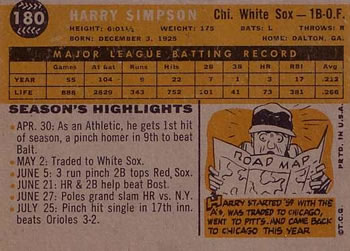 180
HARRY SIMPSON
Chi. White Sox — 1B-O.F.
HEIGHT: 6:01½ WEIGHT: 175 BATS: L THROWS: R
BORN: DECEMBER 3, 1925 HOME: DALTON, GA.
MAJOR LEAGUE BATTING RECORD
YEAR
LIFE 888 2829
SEASON'S HIGHLIGHTS
• APR. 30: As an Athletic, he gets 1st hit
of season, a pinch homer in 9th to beat
Balt.
• MAY 2: Traded to White Sox.
• JUNE 5: 3 run pinch 2B tops Red Sox.
• JUNE 21: HR & 2B help beat Bost.
• JUNE 27: Poles grand slam HR vs. N.Y.
• JULY 25: Pinch hit single in 17th inn.
beats Orioles 3-2.
ROAD MAP
HARRY STARTED '59 WITH THE
A's, WAS TRADED TO CHICAGO,
WENT TO PITTS. AND CAME BACK
TO CHICAGO THIS YEAR
©T.C.G. PRTD. IN U.S.A.